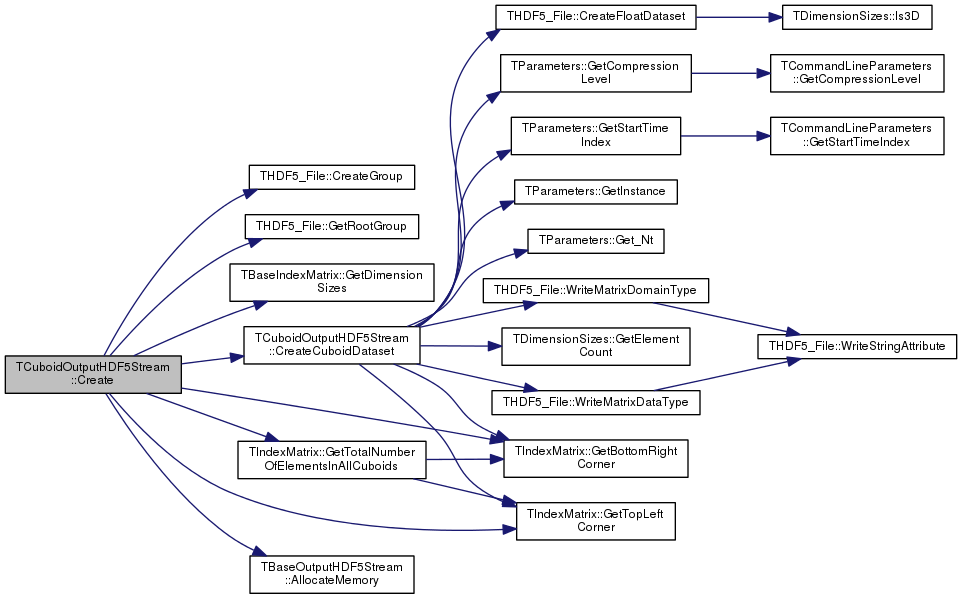 THDF5_File::CreateFloatDataset
TDimensionSizes::Is3D
TParameters::GetCompression
Level
TCommandLineParameters
::GetCompressionLevel
TParameters::GetStartTime
Index
TCommandLineParameters
::GetStartTimeIndex
THDF5_File::CreateGroup
TParameters::GetInstance
THDF5_File::GetRootGroup
TParameters::Get_Nt
TBaseIndexMatrix::GetDimension
Sizes
THDF5_File::WriteMatrixDomainType
TCuboidOutputHDF5Stream
::CreateCuboidDataset
TDimensionSizes::GetElement
Count
THDF5_File::WriteStringAttribute
TCuboidOutputHDF5Stream
::Create
THDF5_File::WriteMatrixDataType
TIndexMatrix::GetTotalNumber
OfElementsInAllCuboids
TIndexMatrix::GetBottomRight
Corner
TIndexMatrix::GetTopLeft
Corner
TBaseOutputHDF5Stream
::AllocateMemory